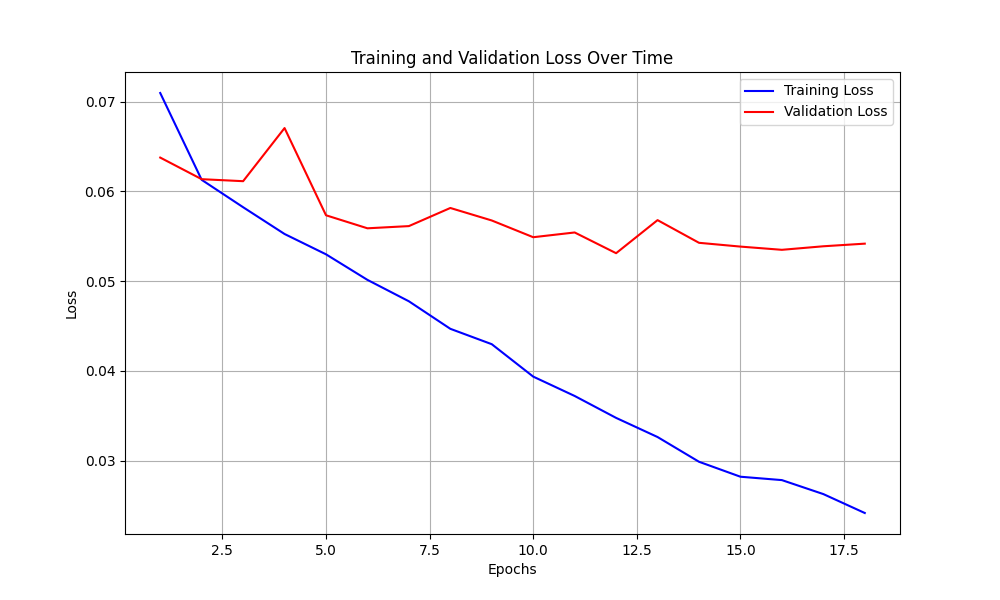 Training and Validation Loss Over Time
Training Loss
Validation Loss
0.07
0.06
0.05
0.04
0.03
Loss
2.5 5.0 7.5 10.0 12.5 15.0 17.5
Epochs